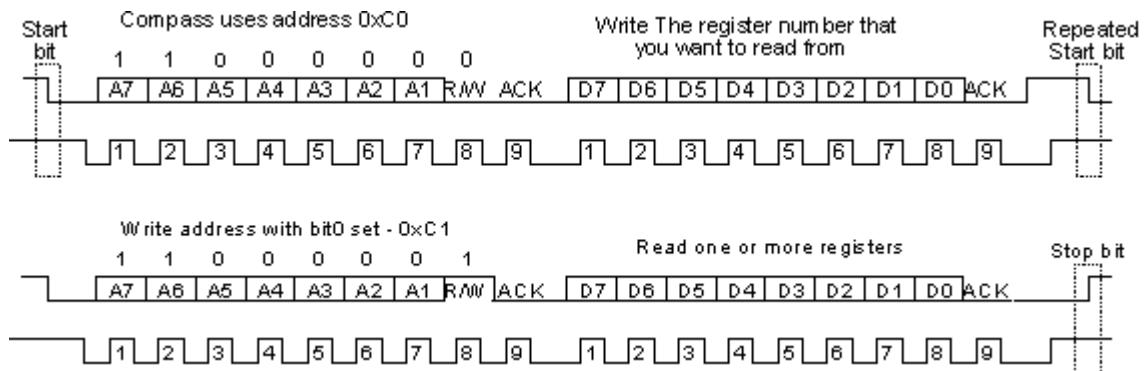 Start bit
Compass uses address 0xC0
Write The register number that
you want to read from
Repeated Start bit
1 1 0 0 0 0 0 0
A7 A6 A5 A4 A3 A2 A1 R/W ACK D7 D6 D5 D4 D3 D2 D1 D0 ACK
1 2 3 4 5 6 7 8 9 1 2 3 4 5 6 7 8 9
Write address with bit0 set - 0xC1
Read one or more registers
Stop bit
1 1 0 0 0 0 0 1
A7 A6 A5 A4 A3 A2 A1 R/W ACK D7 D6 D5 D4 D3 D2 D1 D0 ACK
1 2 3 4 5 6 7 8 9 1 2 3 4 5 6 7 8 9